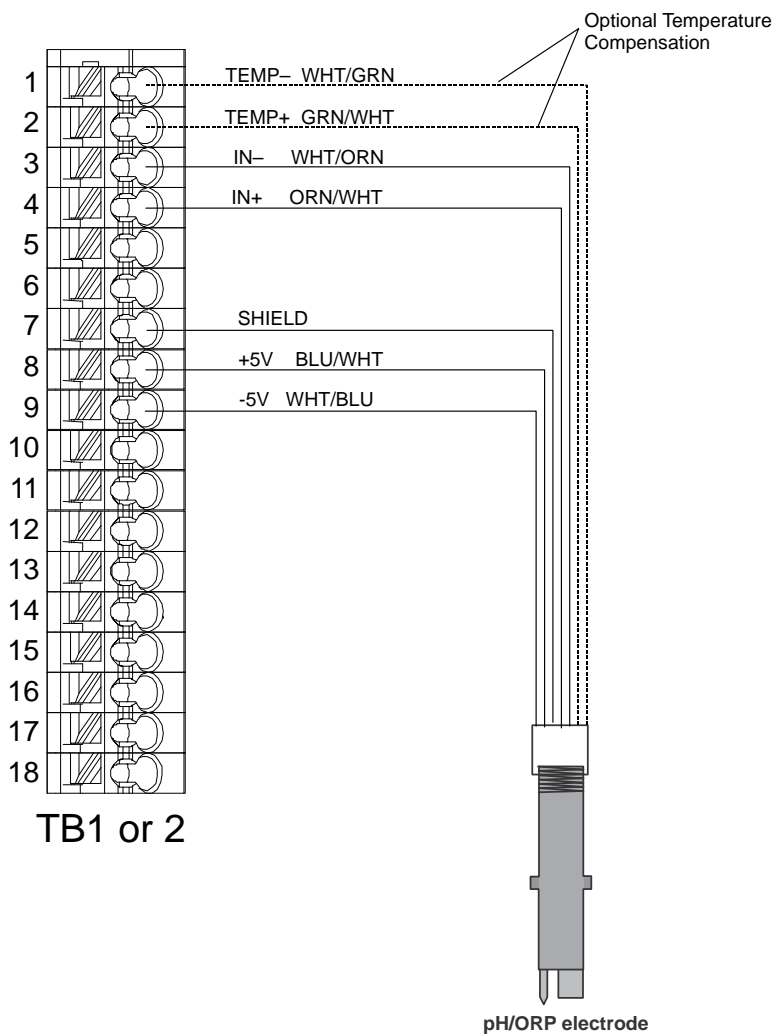 Optional Temperature
Compensation
1 TEMP– WHT/GRN
2 TEMP+ GRN/WHT
3 IN– WHT/ORN
4 IN+ ORN/WHT
5
6
7 SHIELD
8 +5V BLU/WHT
9 -5V WHT/BLU
10
11
12
13
14
15
16
17
18
TB1 or 2
pH/ORP electrode